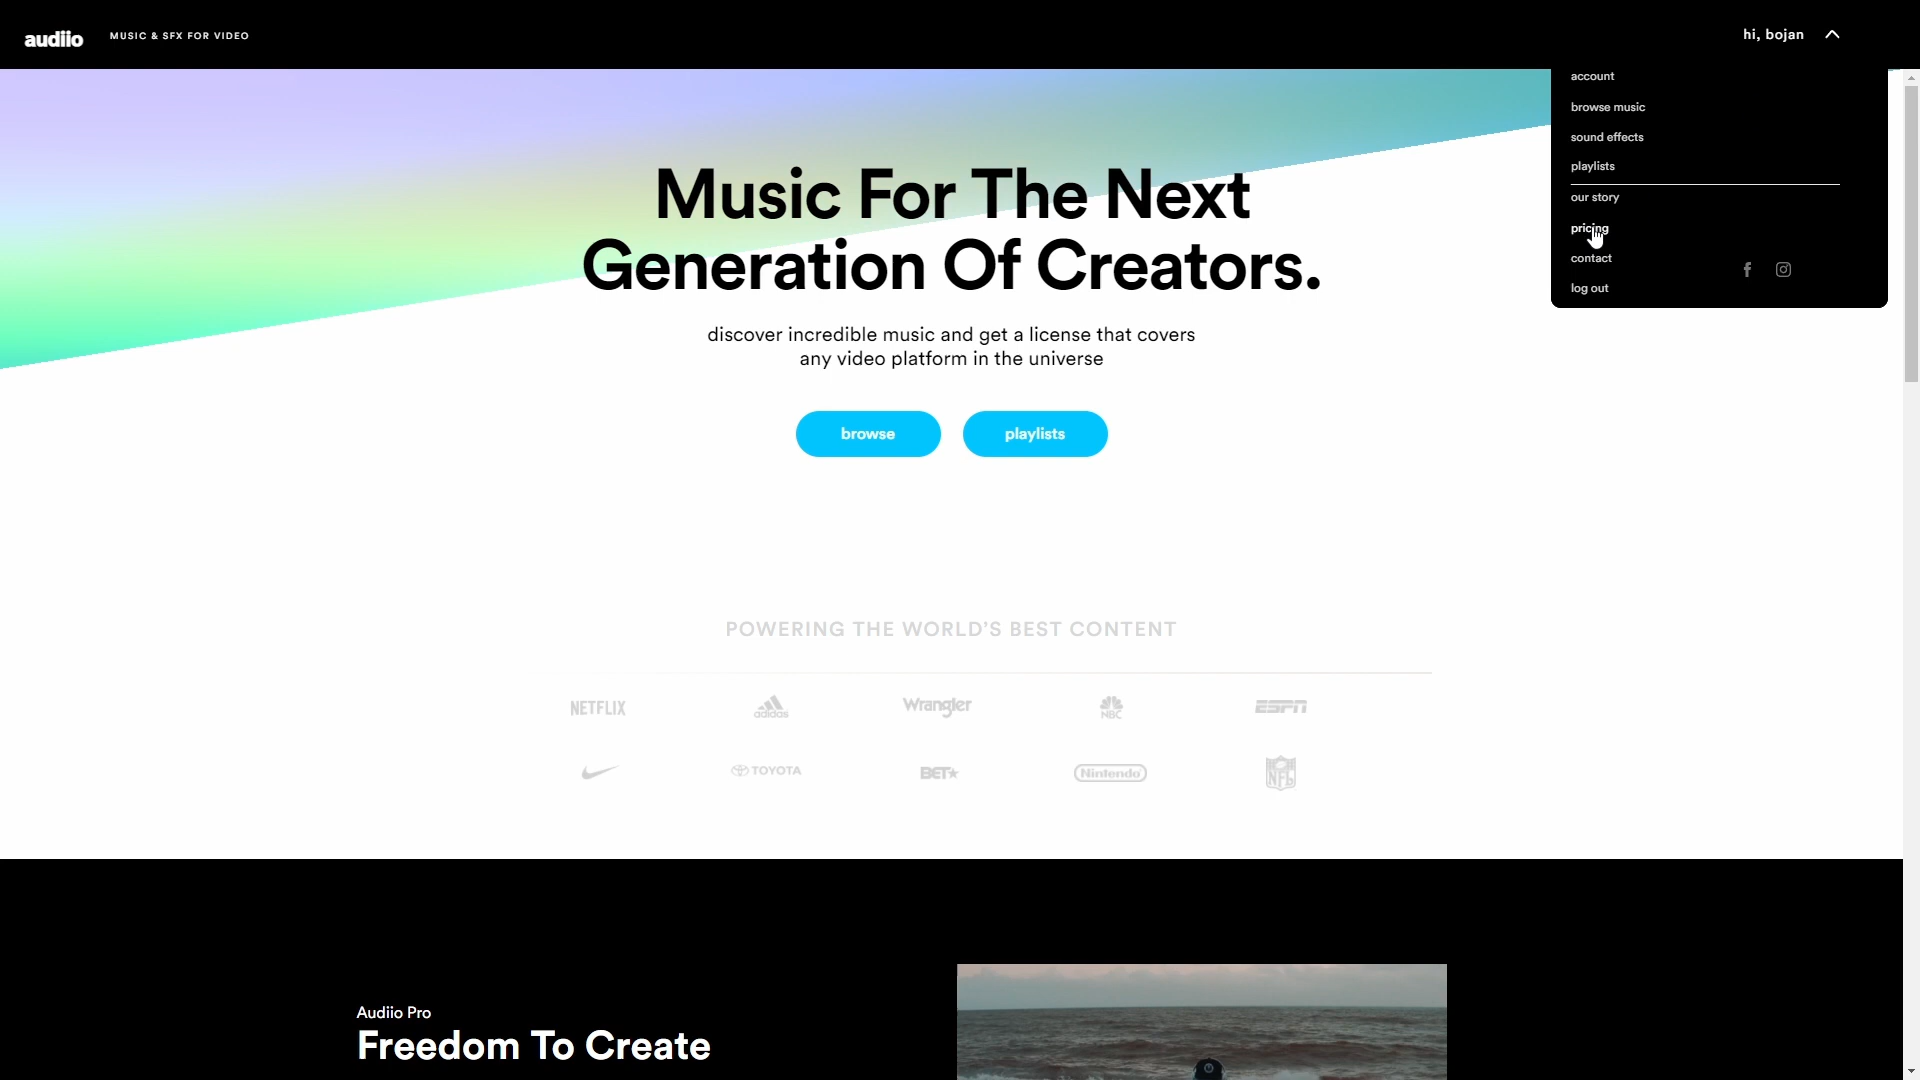 audiio
MUSIC & SFX FOR VIDEO
hi, bojan
account
browse music
sound effects
playlists
our story
pricing
contact
log out
Music For The Next
Generation Of Creators.
discover incredible music and get a license that covers
any video platform in the universe
browse
playlists
POWERING THE WORLD'S BEST CONTENT
NETFLIX
adidas
Wrangler
NBC
ESPN
TOYOTA
BET
Nintendo
NFL
Audiio Pro
Freedom To Create